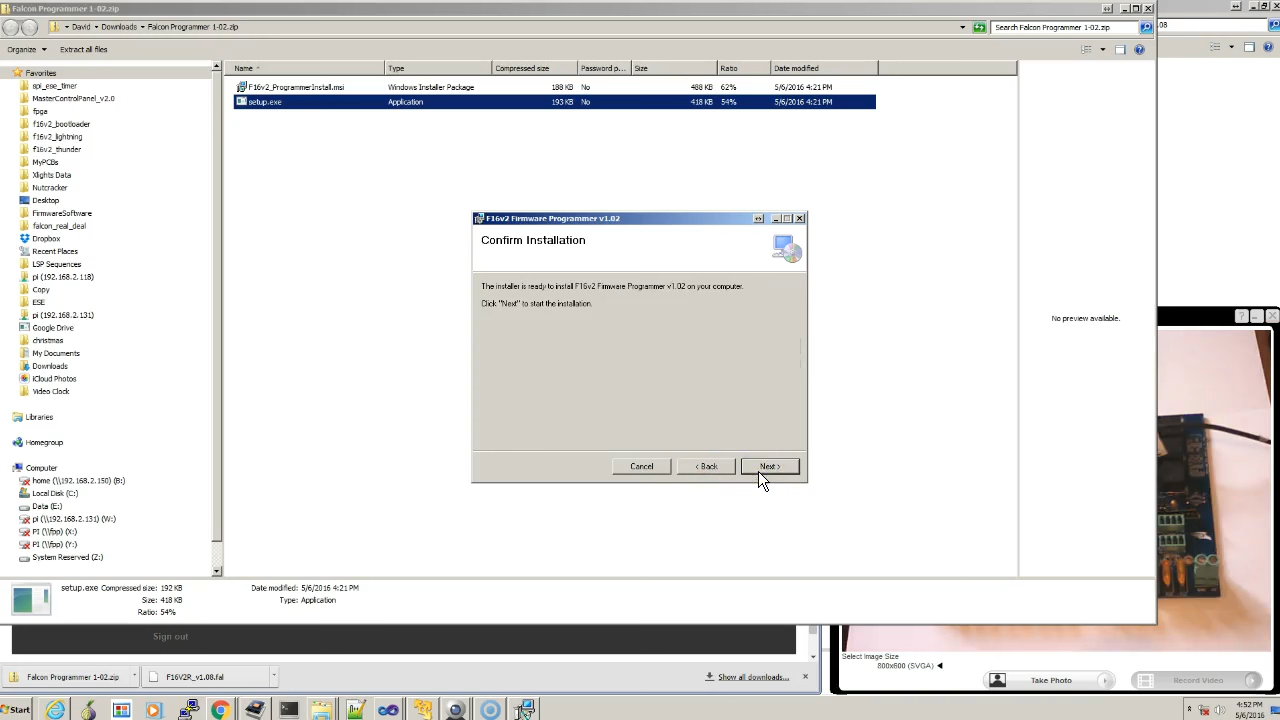 Falcon Programmer 1-02.zip
David
Downloads
Falcon Programmer 1-02.zip
Search Falcon Programmer 1-02.zip
.08
Organize
Extract all files
Name
Type
Compressed size
Password p...
Size
Ratio
Date modified
F16v2_ProgrammerInstall.msi
Windows Installer Package
188 KB
No
488 KB
62%
5/6/2016 4:21 PM
setup.exe
Application
193 KB
No
418 KB
54%
5/6/2016 4:21 PM
Favorites
spi_ese_timer
MasterControlPanel_v2.0
fpga
f16v2_bootloader
f16v2_lightning
f16v2_thunder
MyPCBs
Xlights Data
Nutcracker
Desktop
FirmwareSoftware
falcon_real_deal
Dropbox
Recent Places
LSP Sequences
pi (192.168.2.118)
Copy
ESE
pi (192.168.2.131)
Google Drive
christmas
My Documents
Downloads
iCloud Photos
Video Clock
Libraries
Homegroup
Computer
home (\\192.168.2.150) (B:)
Local Disk (C:)
Data (E:)
pi (\\192.168.2.131) (W:)
PI (\\fpp) (X:)
PI (\\fpp) (Y:)
System Reserved (Z:)
F16v2 Firmware Programmer v1.02
Confirm Installation
The installer is ready to install F16v2 Firmware Programmer v1.02 on your computer.
Click "Next" to start the installation.
Cancel
< Back
Next >
No preview available.
setup.exe Compressed size: 192 KB
Date modified: 5/6/2016 4:21 PM
Size: 418 KB
Type: Application
Ratio: 54%
Sign out
Falcon Programmer 1-02.zip
F16V2R_v1.08.fal
Show all downloads...
Select Image Size
800x600 (SVGA)
Take Photo
Record Video
Start
4:52 PM
5/6/2016